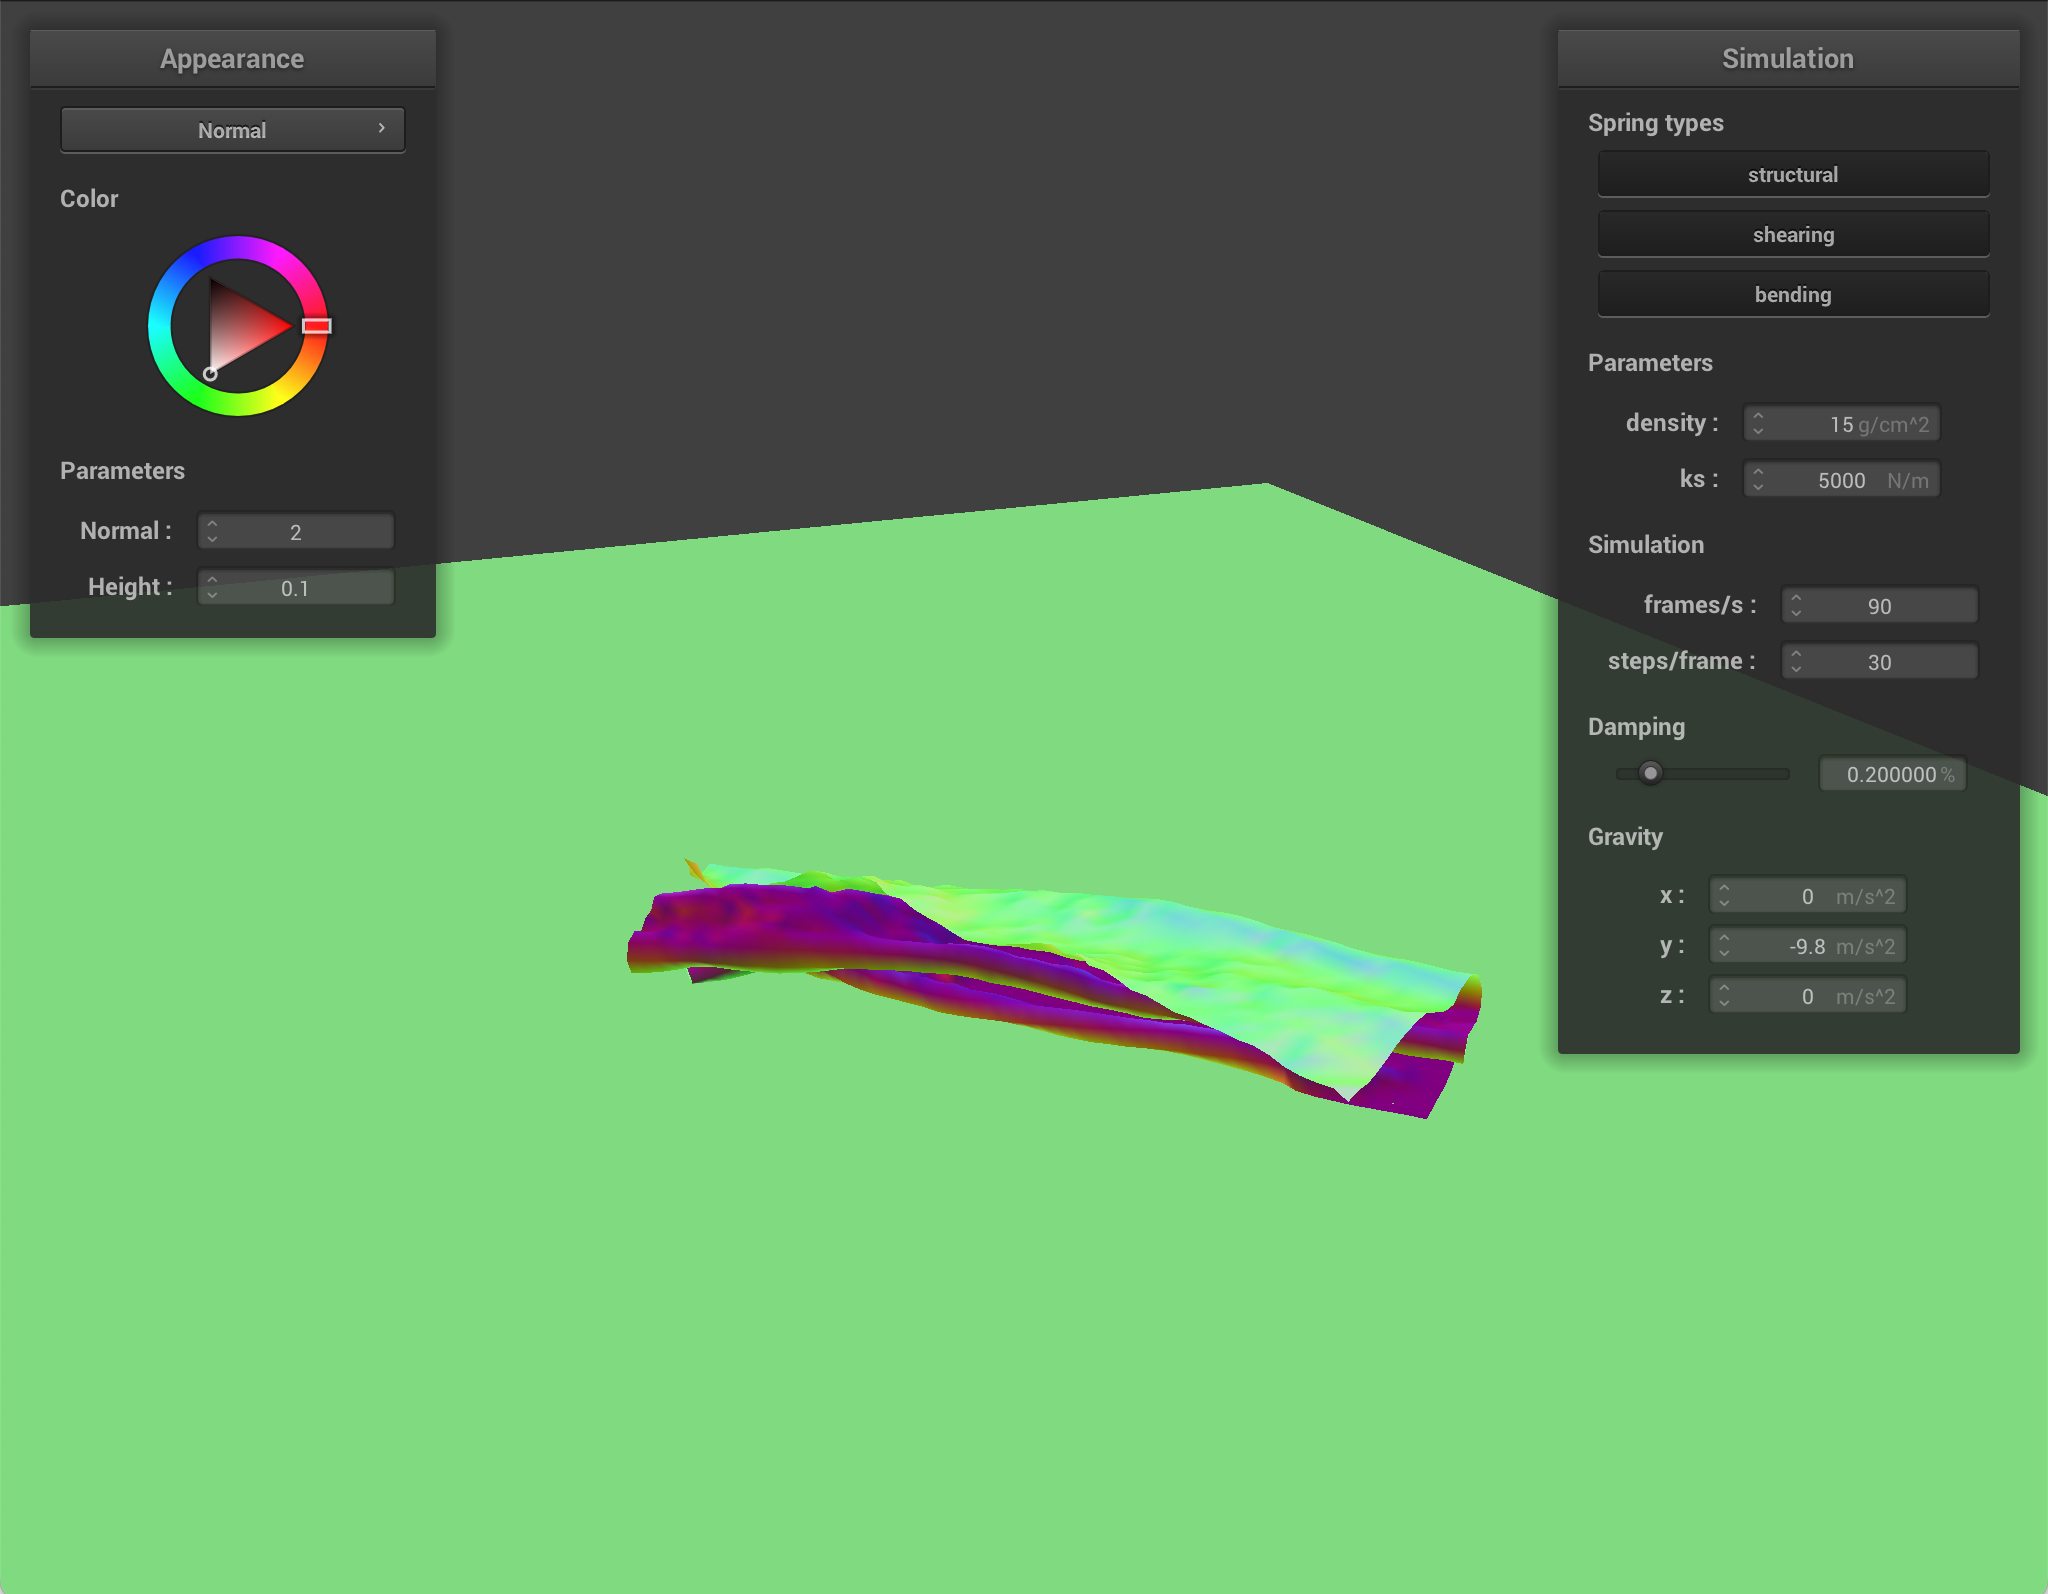 Appearance
Normal
Color
Parameters
Normal : 2
Height : 0.1
Simulation
Spring types
structural
shearing
bending
Parameters
density : 15 g/cm^2
ks : 5000 N/m
Simulation
frames/s : 90
steps/frame : 30
Damping
0.200000 %
Gravity
x : 0 m/s^2
y : -9.8 m/s^2
z : 0 m/s^2